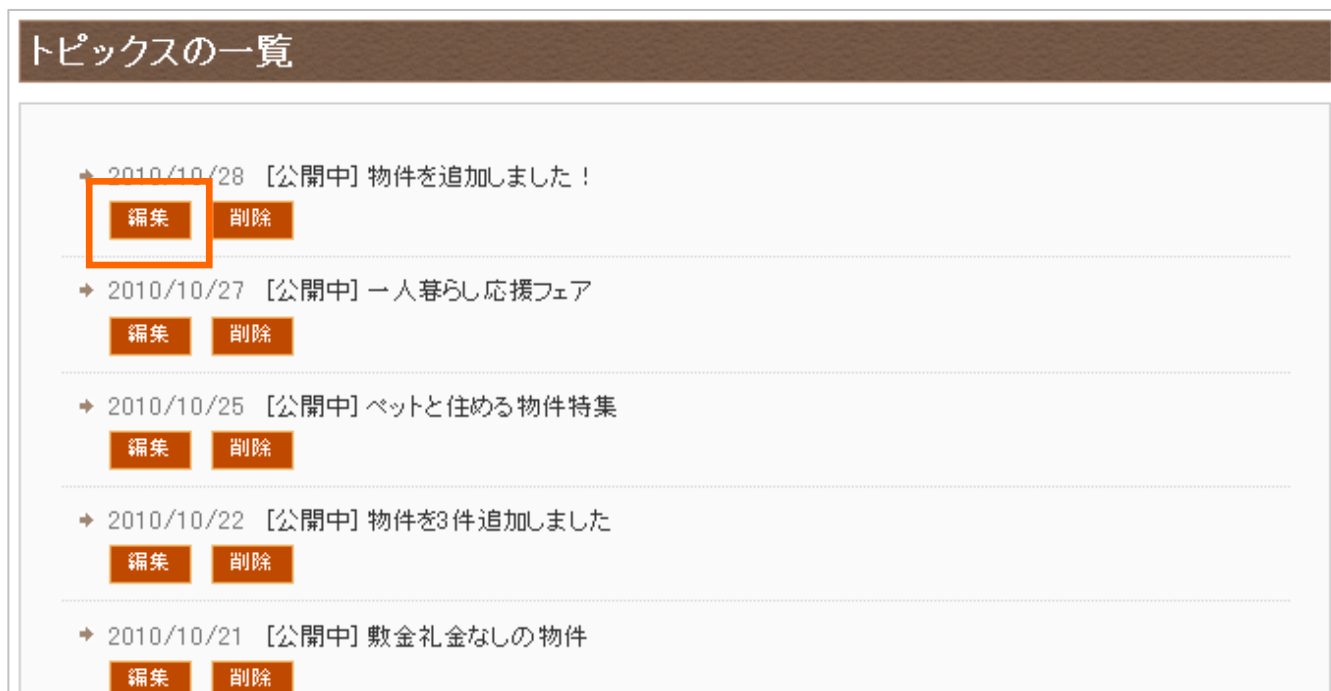 トピックスの一覧
2010/10/28 [公開中] 物件を追加しました！
編集 削除
2010/10/27 [公開中] 一人暮らし応援フェア
編集 削除
2010/10/25 [公開中] ペットと住める物件特集
編集 削除
2010/10/22 [公開中] 物件を3件追加しました
編集 削除
2010/10/21 [公開中] 敷金礼金なしの物件
編集 削除